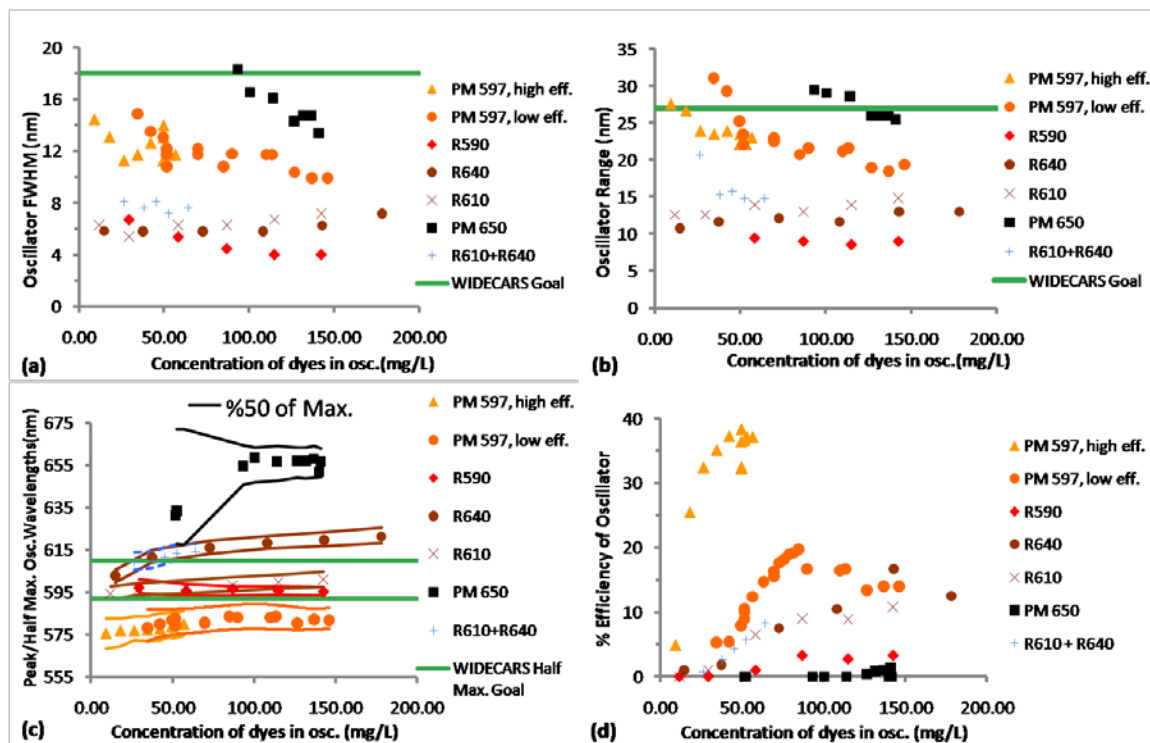 20
16
12
8
4
0
0.00 50.00 100.00 150.00 200.00
Oscillator FWHM (nm)
Concentration of dyes in osc.(mg/L)
(a)
PM 597, high eff.
PM 597, low eff.
R590
R640
R610
PM 650
R610+R640
WIDECARS Goal
35
30
25
20
15
10
5
0
0.00 50.00 100.00 150.00 200.00
Oscillator Range (nm)
Concentration of dyes in osc.(mg/L)
(b)
PM 597, high eff.
PM 597, low eff.
R590
R640
R610
PM 650
R610+R640
WIDECARS Goal
%50 of Max.
675
655
635
615
595
575
555
0.00 50.00 100.00 150.00 200.00
Peak/Half Max. Osc.Wavelengths(nm)
Concentration of dyes in osc. (mg/L)
(c)
PM 597, high eff.
PM 597, low eff.
R590
R640
R610
PM 650
R610+R640
WIDECARS Half
Max. Goal
40
30
20
10
0
0.00 50.00 100.00 150.00 200.00
% Efficiency of Oscillator
Concentration of dyes in osc. (mg/L)
(d)
PM 597, high eff.
PM 597, low eff.
R590
R640
R610
PM 650
R610 + R640